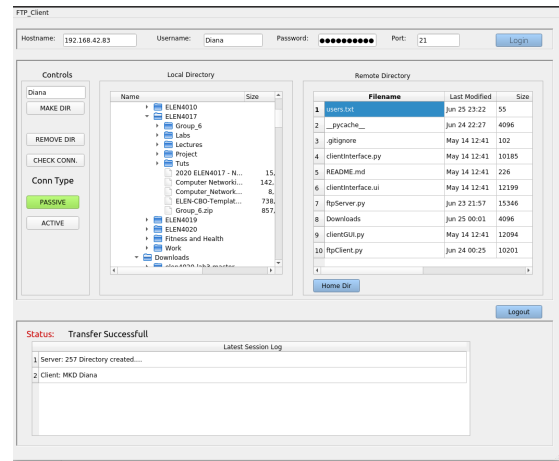 FTP_Client
Hostname: 192.168.42.83 Username: Diana Password: ●●●●●●●●●● Port: 21 Login
Controls
Diana
MAKE DIR
REMOVE DIR
CHECK CONN.
Conn Type
PASSIVE
ACTIVE
Local Directory
Name Size
ELEN4010
ELEN4017
Group_6
Labs
Lectures
Project
Tuts
2020 ELEN4017 - N... 15,
Computer Networki... 142,
Computer_Network... 8,
ELEN-CBO-Templat... 738,
Group_6.zip 857,
ELEN4019
ELEN4020
Fitness and Health
Work
Downloads
elen4020-lab3-master
Remote Directory
Filename Last Modified Size
1 users.txt Jun 25 23:22 55
2 __pycache__ Jun 24 22:27 4096
3 .gitignore May 14 12:41 102
4 clientInterface.py May 14 12:41 10185
5 README.md May 14 12:41 226
6 clientInterface.ui May 14 12:41 12199
7 ftpServer.py Jun 23 21:57 15346
8 Downloads Jun 25 00:01 4096
9 clientGUI.py May 14 12:41 12094
10 ftpClient.py Jun 24 00:25 10201
Home Dir
Logout
Status: Transfer Successfull
Latest Session Log
1 Server: 257 Directory created....
2 Client: MKD Diana